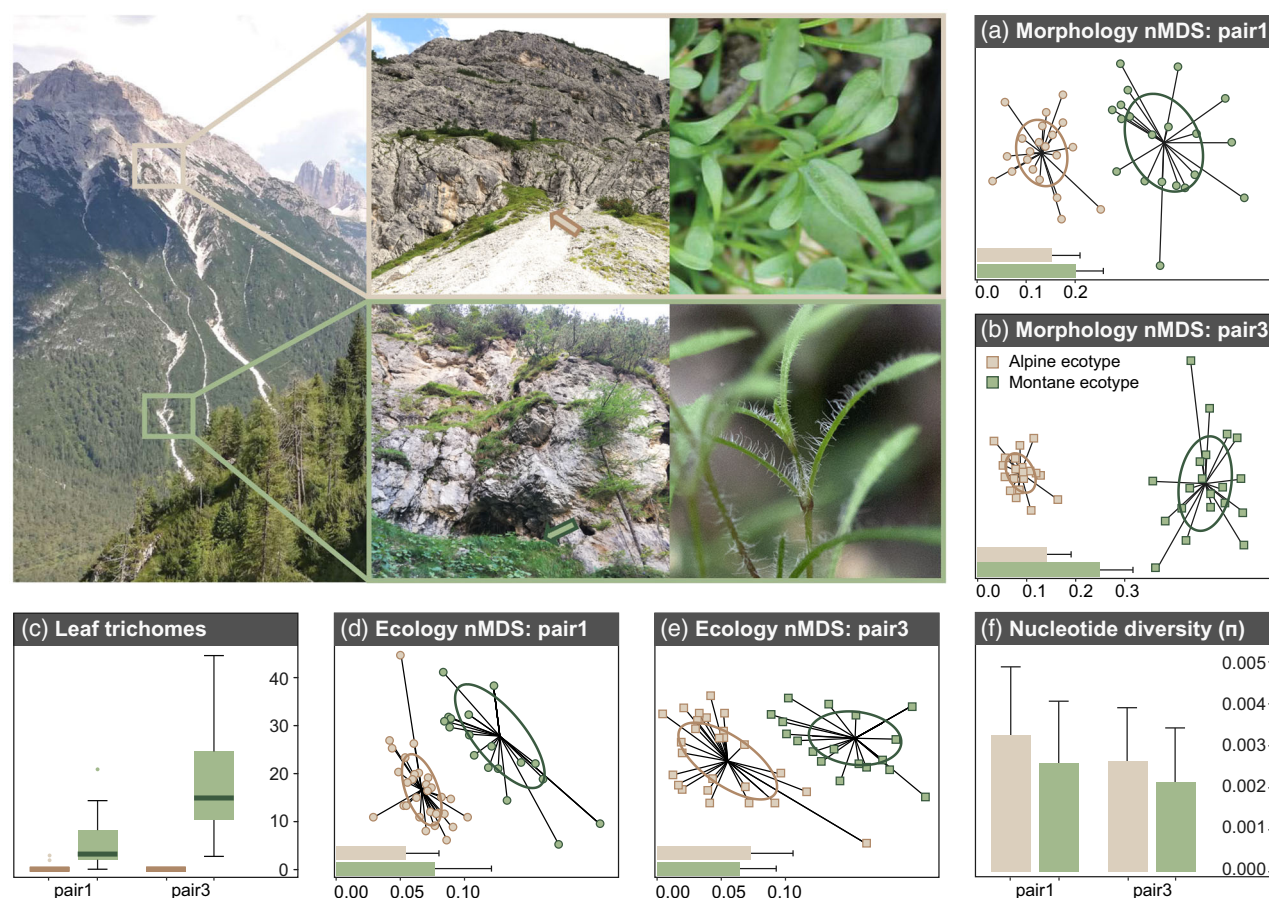 (a) Morphology nMDS: pair1
0.0 0.1 0.2
(b) Morphology nMDS: pair3
Alpine ecotype
Montane ecotype
0.0 0.1 0.2 0.3
(c) Leaf trichomes
40
30
20
10
0
pair1 pair3
(d) Ecology nMDS: pair1
0.00 0.05 0.10
(e) Ecology nMDS: pair3
0.00 0.05 0.10
(f) Nucleotide diversity (π)
0.005
0.004
0.003
0.002
0.001
0.000
pair1 pair3